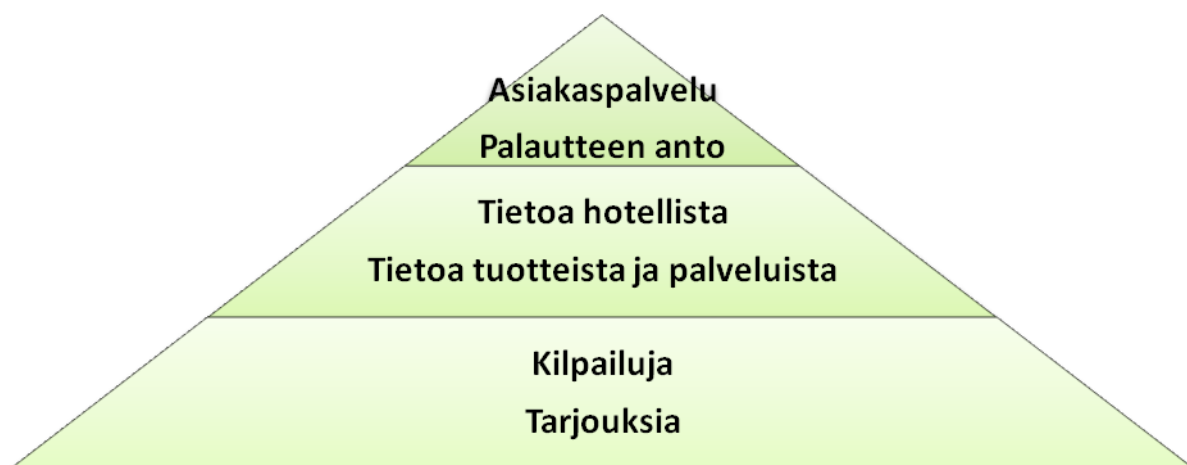 Asiakaspalvelu
Palautteen anto
Tietoa hotellista
Tietoa tuotteista ja palveluista
Kilpailuja
Tarjouksia